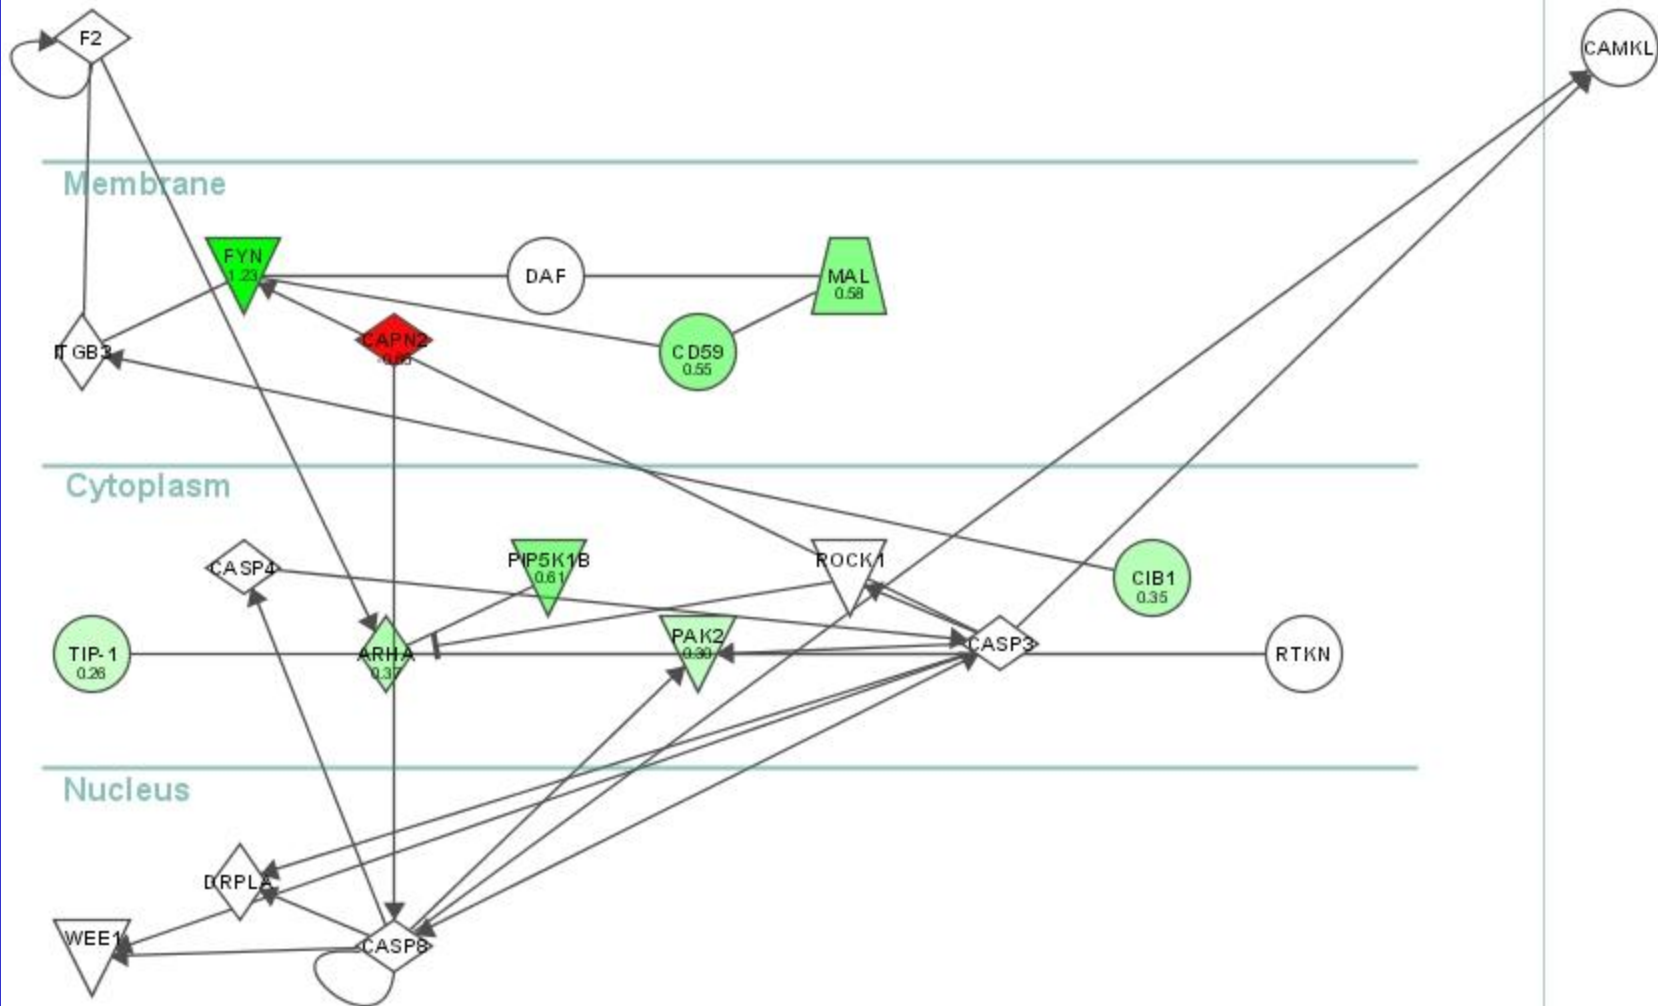 F2
CAMKL
Membrane
FYN
1.23
DAF
MAL
0.58
ITGB3
CAPN2
CD59
0.55
Cytoplasm
CASP4
PIP5K1B
0.61
ROCK1
CIB1
0.35
TIP-1
0.26
ARHA
0.37
PAK2
0.30
CASP3
RTKN
Nucleus
DRPLA
WEE1
CASP8